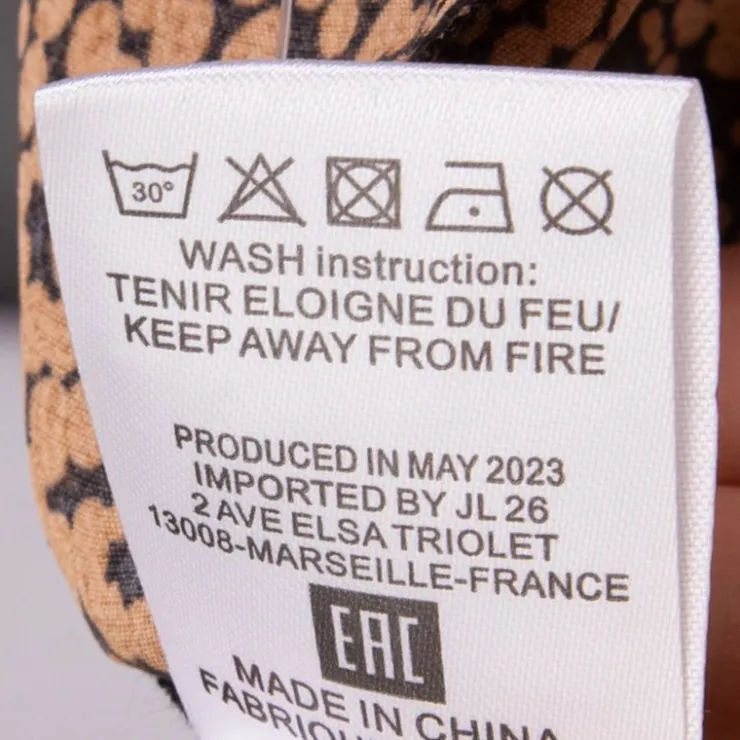 30°
WASH instruction:
TENIR ELOIGNE DU FEU/
KEEP AWAY FROM FIRE
PRODUCED IN MAY 2023
IMPORTED BY JL 26
2 AVE ELSA TRIOLET
13008-MARSEILLE-FRANCE
EAC
MADE IN CHINA